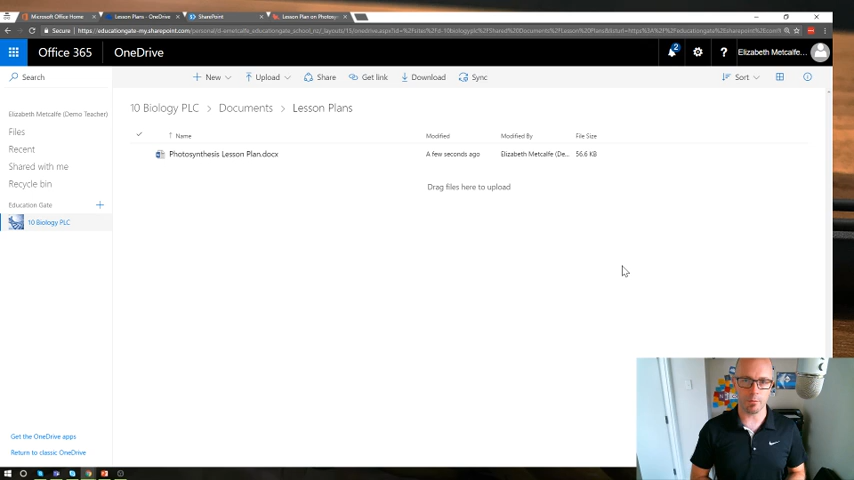 Microsoft Office Home
Lesson Plans - OneDrive
SharePoint
Lesson Plan on Photosy
Secure
Office 365
OneDrive
2
Elizabeth Metcalfe...
Search
New
Upload
Share
Get link
Download
Sync
Sort
Elizabeth Metcalfe (Demo Teacher)
Files
Recent
Shared with me
Recycle bin
Education Gate
10 Biology PLC
10 Biology PLC > Documents > Lesson Plans
Name
Modified
Modified By
File Size
Photosynthesis Lesson Plan.docx
A few seconds ago
Elizabeth Metcalfe (De...
56.6 KB
Drag files here to upload
Get the OneDrive apps
Return to classic OneDrive